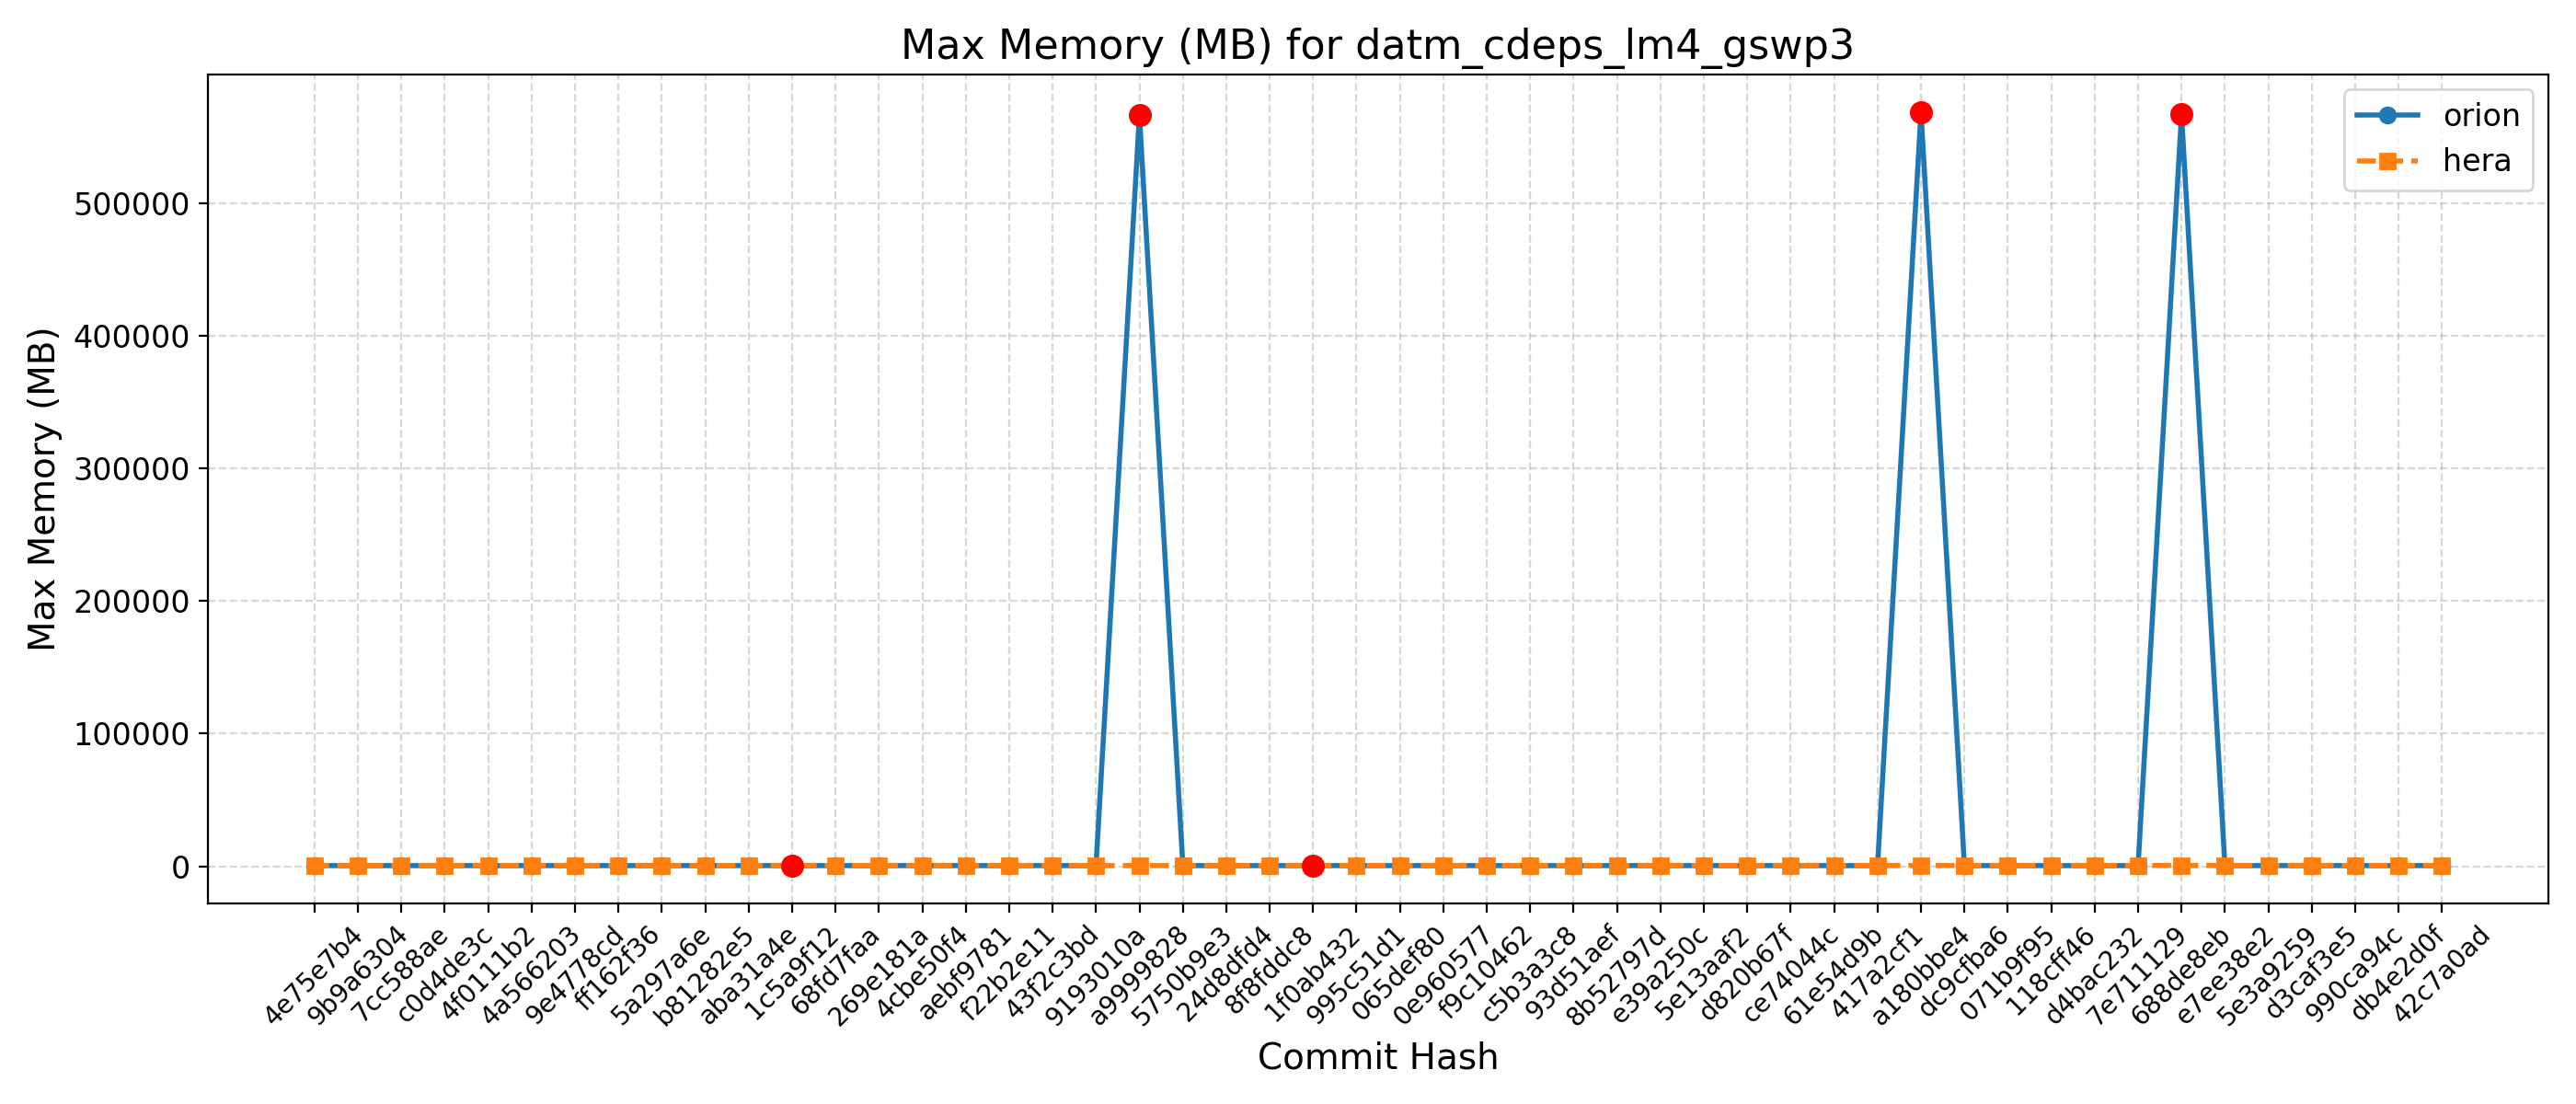 Max Memory (MB) for datm_cdeps_lm4_gswp3
orion
hera
Max Memory (MB)
500000
400000
300000
200000
100000
0
4e75e7b4
9b9a6304
7cc588ae
c0d4de3c
4f0111b2
4a566203
9e4778cd
ff162f36
5a297a6e
b81282e5
aba31a4e
1c5a9f12
68fd7faa
269e181a
4cbe50f4
aebf9781
f22b2e11
43f2c3bd
9193010a
a9999828
5750b9e3
24d8dfd4
8f8fddc8
1f0ab432
995c51d1
065def80
0e960577
f9c10462
c5b3a3c8
93d51aef
8b52797d
e39a250c
5e13aaf2
d820b67f
ce74044c
61e54d9b
417a2cf1
a180bbe4
dc9cfba6
071b9f95
118cff46
d4bac232
7e711129
688de8eb
e7ee38e2
5e3a9259
d3caf3e5
990ca94c
db4e2d0f
42c7a0ad
Commit Hash